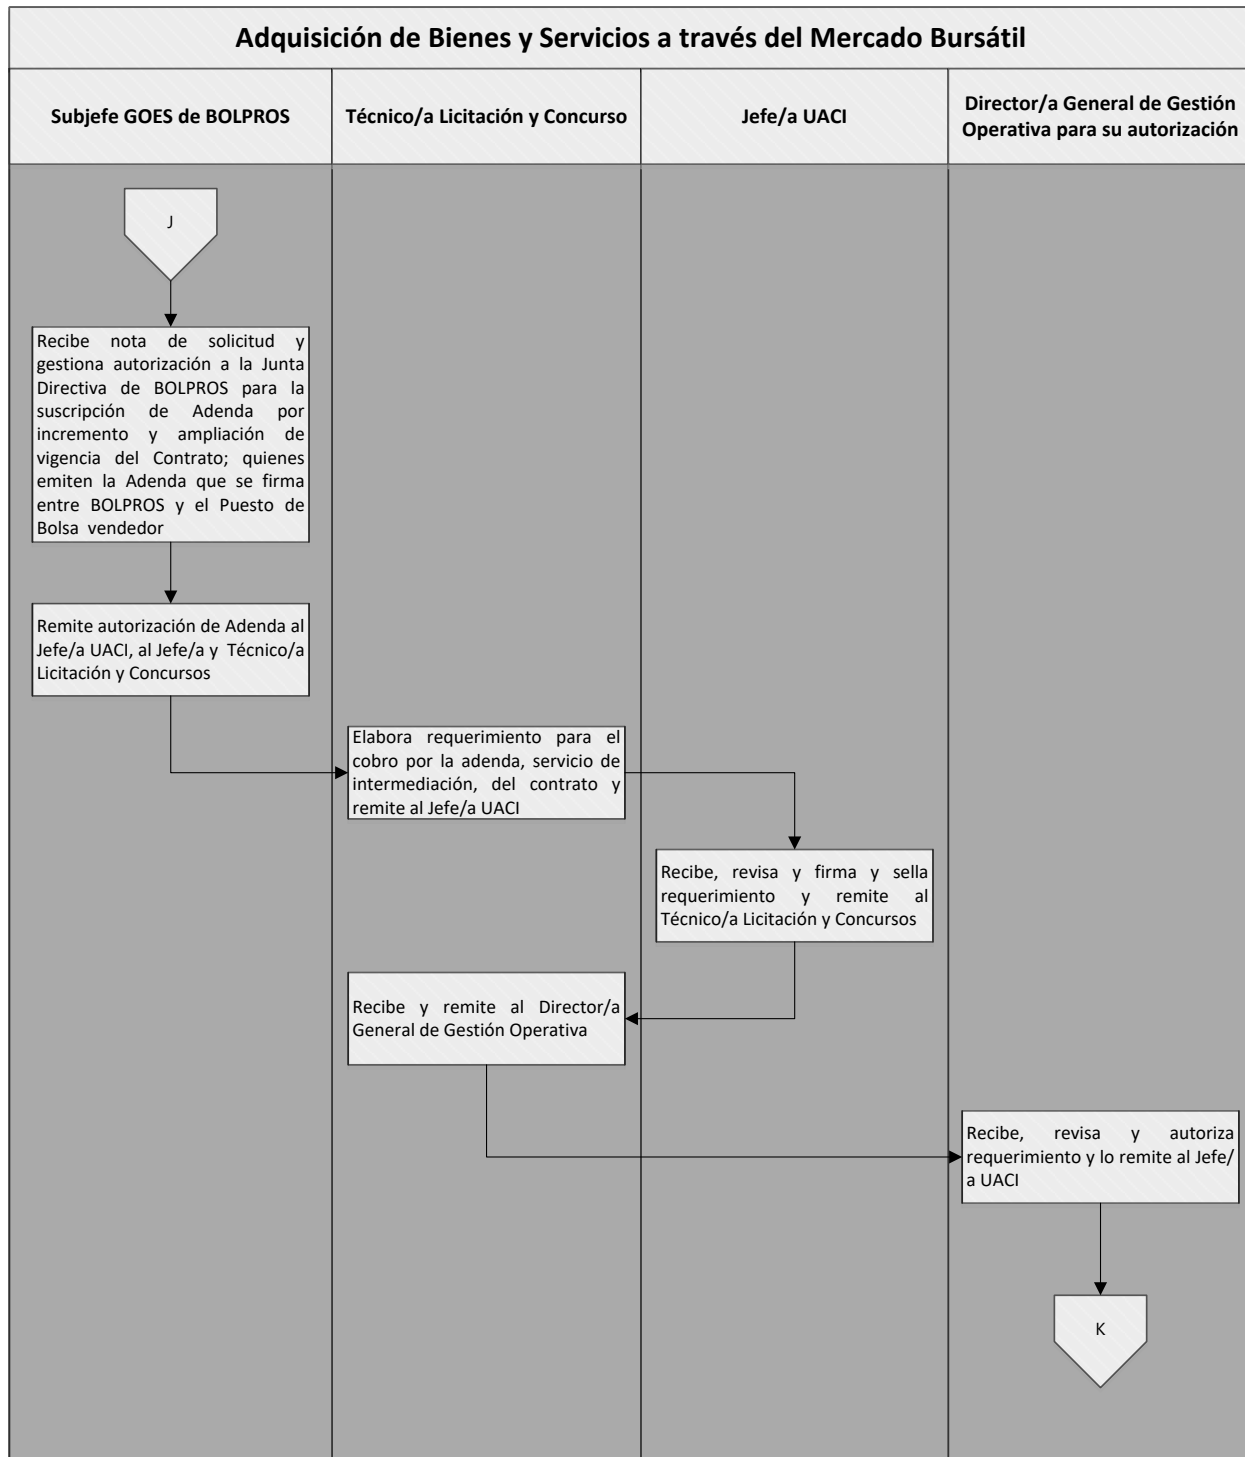 Adquisición de Bienes y Servicios a través del Mercado Bursátil
Subjefe GOES de BOLPROS
Técnico/a Licitación y Concurso
Jefe/a UACI
Director/a General de Gestión
Operativa para su autorización
J
Recibe nota de solicitud y
gestiona autorización a la Junta
Directiva de BOLPROS para la
suscripción de Adenda por
incremento y ampliación de
vigencia del Contrato; quienes
emiten la Adenda que se firma
entre BOLPROS y el Puesto de
Bolsa vendedor
Remite autorización de Adenda al
Jefe/a UACI, al Jefe/a y Técnico/a
Licitación y Concursos
Elabora requerimiento para el
cobro por la adenda, servicio de
intermediación, del contrato y
remite al Jefe/a UACI
Recibe, revisa y firma y sella
requerimiento y remite al
Técnico/a Licitación y Concursos
Recibe y remite al Director/a
General de Gestión Operativa
Recibe, revisa y autoriza
requerimiento y lo remite al Jefe/
a UACI
K